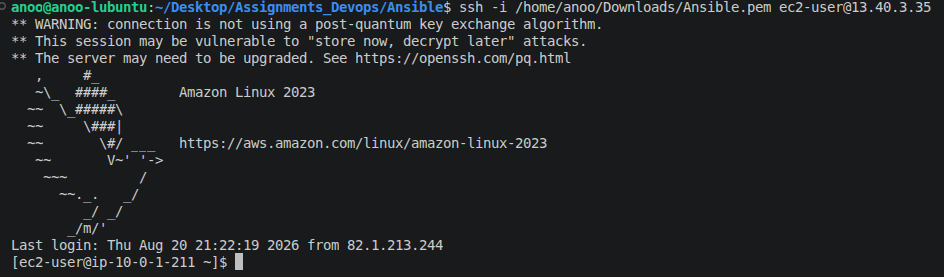 anoo@anoo-lubuntu:~/Desktop/Assignments_Devops/Ansible$ ssh -i /home/anoo/Downloads/Ansible.pem ec2-user@13.40.3.35
** WARNING: connection is not using a post-quantum key exchange algorithm.
** This session may be vulnerable to "store now, decrypt later" attacks.
** The server may need to be upgraded. See https://openssh.com/pq.html
   ,     #_
   ~\_  ####_        Amazon Linux 2023
  ~~  \_#####\
  ~~     \###|
  ~~       \#/ ___   https://aws.amazon.com/linux/amazon-linux-2023
   ~~       V~' '->
    ~~~         /
      ~~._.   _/
         _/ _/
       _/m/'
Last login: Thu Aug 20 21:22:19 2026 from 82.1.213.244
[ec2-user@ip-10-0-1-211 ~]$